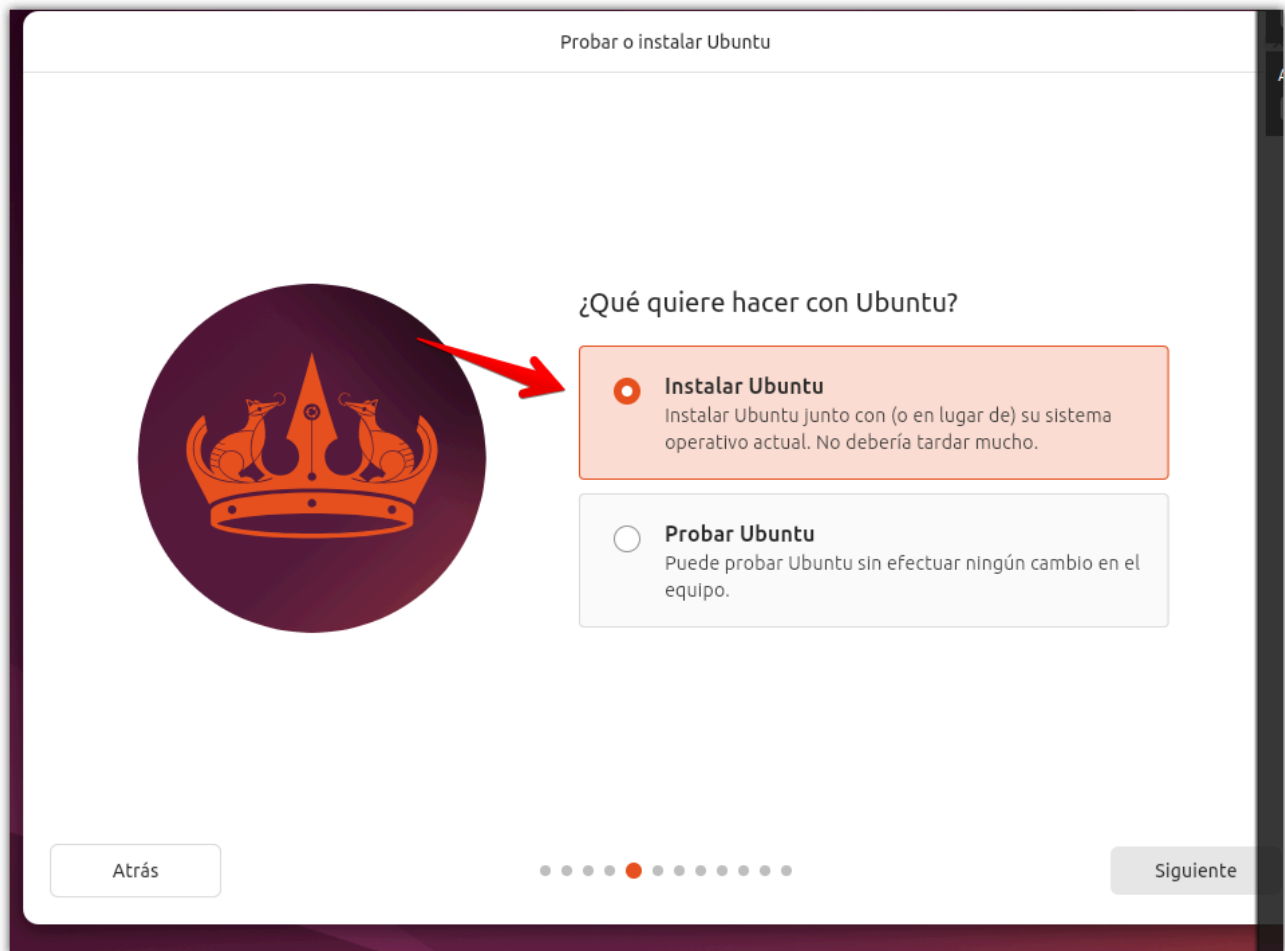 Probar o instalar Ubuntu
¿Qué quiere hacer con Ubuntu?
Instalar Ubuntu
Instalar Ubuntu junto con (o en lugar de) su sistema
operativo actual. No debería tardar mucho.
Probar Ubuntu
Puede probar Ubuntu sin efectuar ningún cambio en el
equipo.
Atrás
Siguiente